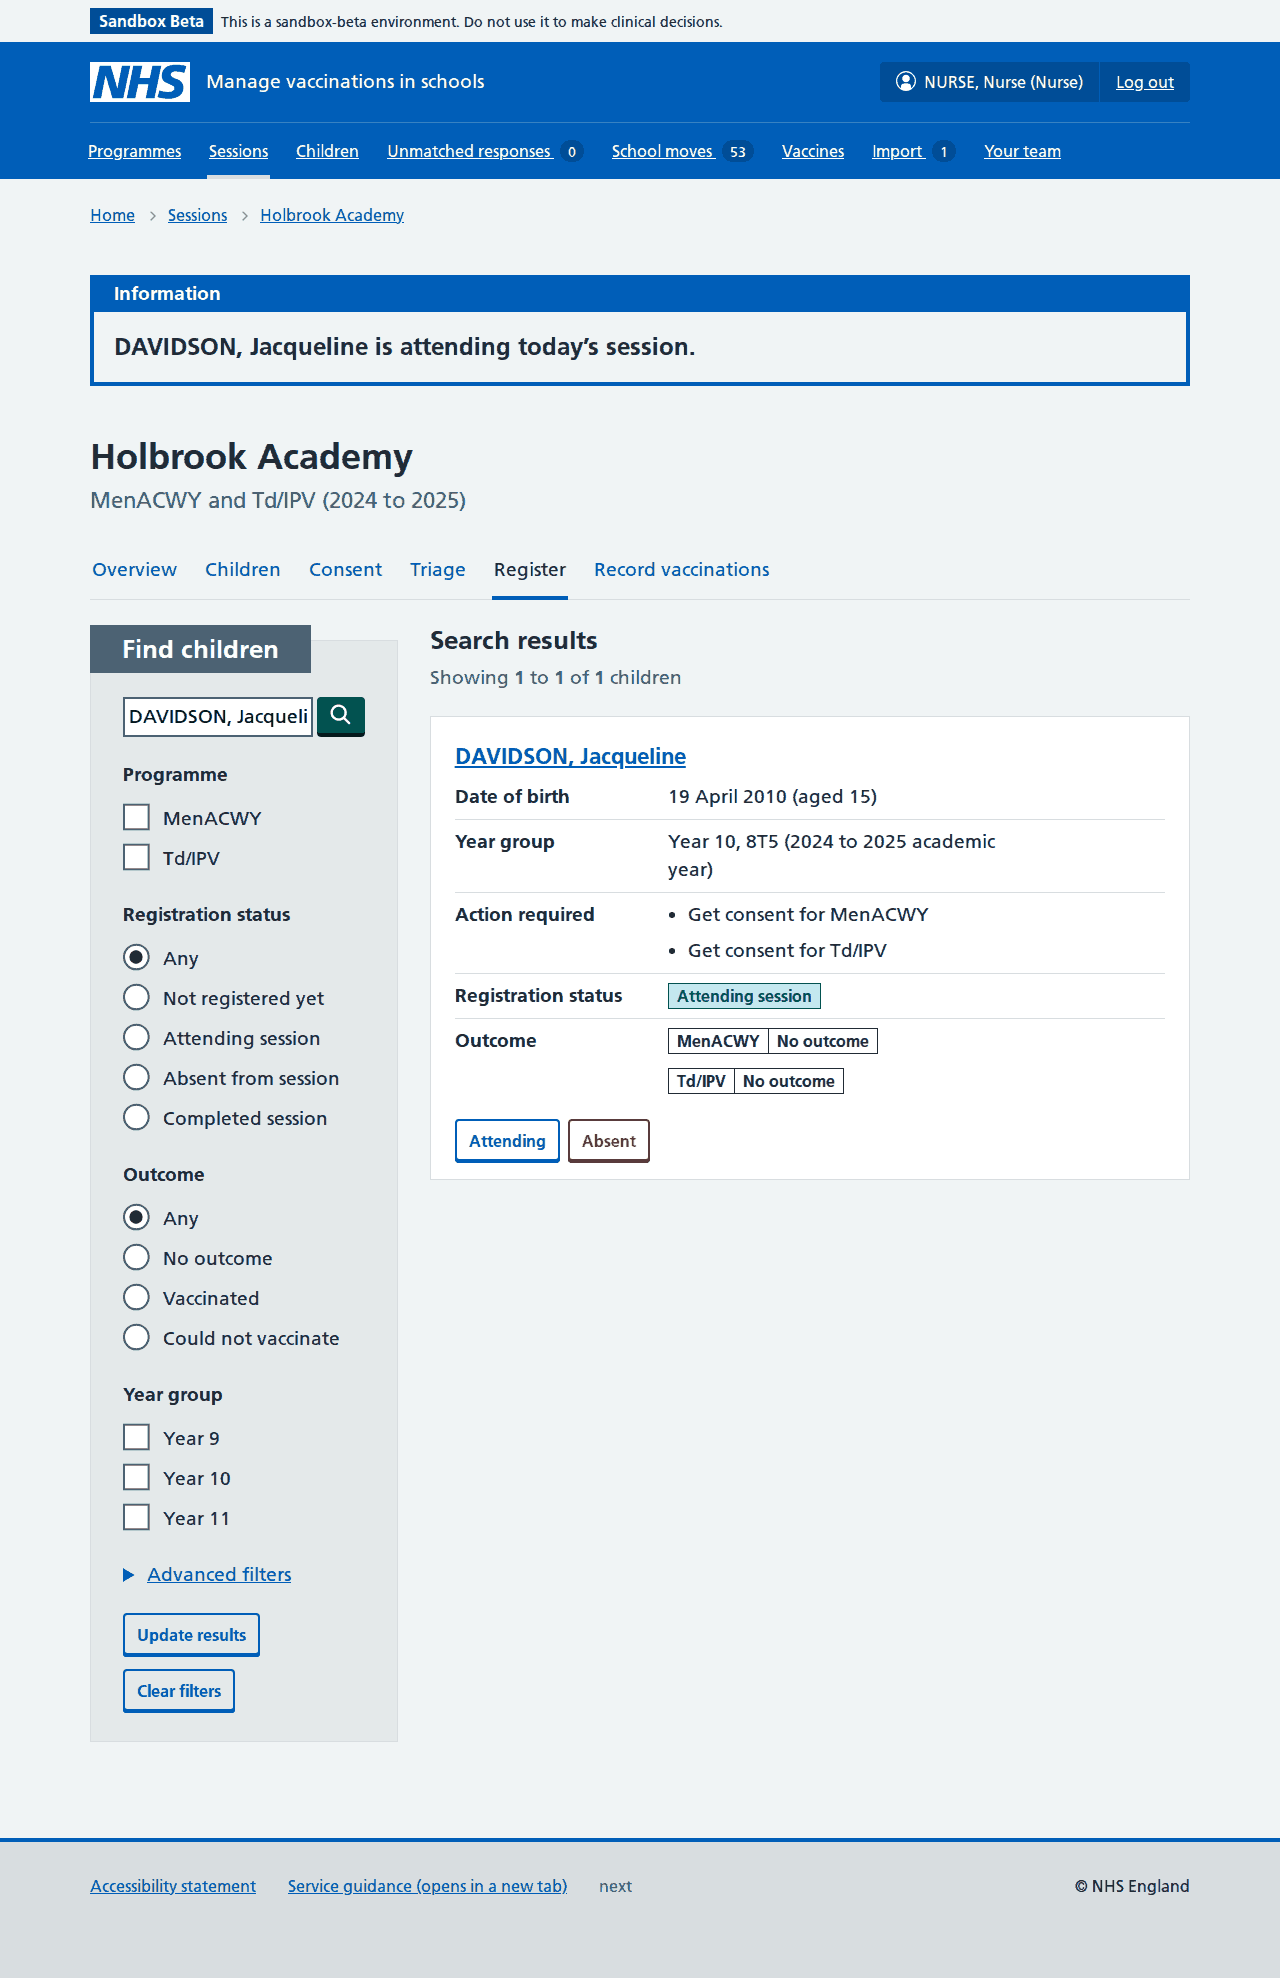 Sandbox Beta This is a sandbox-beta environment. Do not use it to make clinical decisions.
NHS Manage vaccinations in schools NURSE, Nurse (Nurse) Log out
Programmes Sessions Children Unmatched responses 0 School moves 53 Vaccines Import 1 Your team
Home Sessions Holbrook Academy
Information
DAVIDSON, Jacqueline is attending today’s session.
Holbrook Academy
MenACWY and Td/IPV (2024 to 2025)
Overview Children Consent Triage Register Record vaccinations
Find children
DAVIDSON, Jacqueli
Programme
MenACWY
Td/IPV
Registration status
Any
Not registered yet
Attending session
Absent from session
Completed session
Outcome
Any
No outcome
Vaccinated
Could not vaccinate
Year group
Year 9
Year 10
Year 11
Advanced filters
Update results
Clear filters
Search results
Showing 1 to 1 of 1 children
DAVIDSON, Jacqueline
Date of birth 19 April 2010 (aged 15)
Year group Year 10, 8T5 (2024 to 2025 academic
year)
Action required • Get consent for MenACWY
• Get consent for Td/IPV
Registration status Attending session
Outcome MenACWY No outcome
Td/IPV No outcome
Attending Absent
Accessibility statement Service guidance (opens in a new tab) next © NHS England